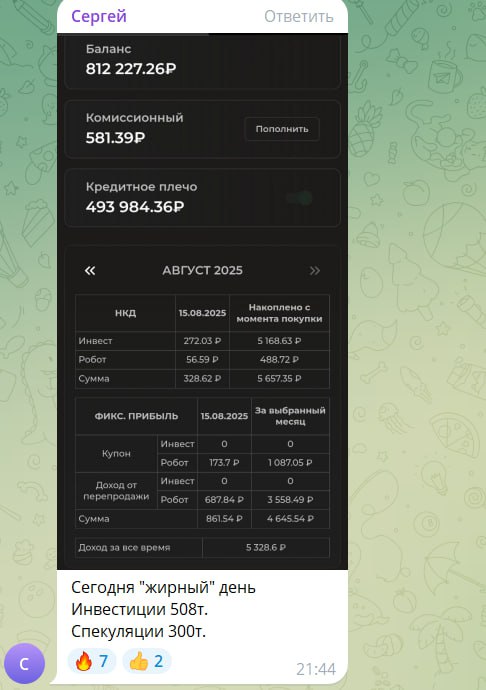 Сергей Ответить
Баланс
812 227.26₽
Комиссионный
581.39₽
Пополнить
Кредитное плечо
493 984.36₽
« АВГУСТ 2025 »
НКД 15.08.2025 Накоплено с момента покупки
Инвест 272.03 ₽ 5 168.63 ₽
Робот 56.59 ₽ 488.72 ₽
Сумма 328.62 ₽ 5 657.35 ₽
ФИКС. ПРИБЫЛЬ 15.08.2025 За выбранный месяц
Купон Инвест 0 0
Робот 173.7 ₽ 1 087.05 ₽
Доход от перепродажи Инвест 0 0
Робот 687.84 ₽ 3 558.49 ₽
Сумма 861.54 ₽ 4 645.54 ₽
Доход за все время 5 328.6 ₽
Сегодня "жирный" день
Инвестиции 508т.
Спекуляции 300т.
С 🔥 7 👍 2 21:44